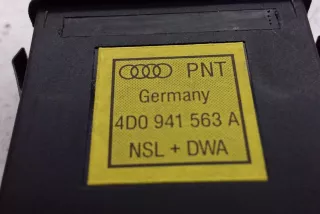 PNT
Germany
4D0 941 563 A
NSL + DWA